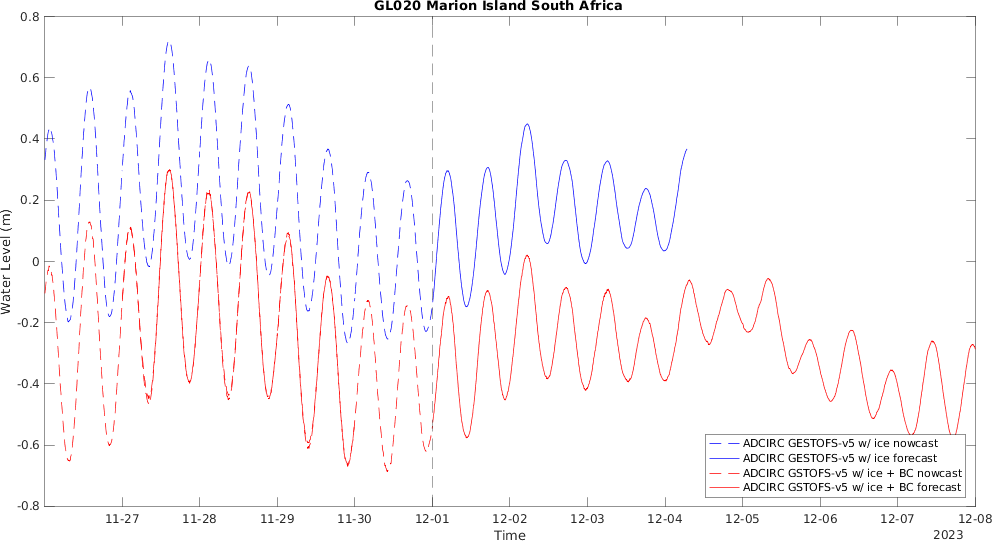 GL020 Marion Island South Africa
Water Level (m)
0.8
0.6
0.4
0.2
0
-0.2
-0.4
-0.6
-0.8
ADCIRC GESTOFS-v5 w/ ice nowcast
ADCIRC GESTOFS-v5 w/ ice forecast
ADCIRC GSTOFS-v5 w/ ice + BC nowcast
ADCIRC GSTOFS-v5 w/ ice + BC forecast
11-27 11-28 11-29 11-30 12-01 12-02 12-03 12-04 12-05 12-06 12-07 12-08
Time
2023